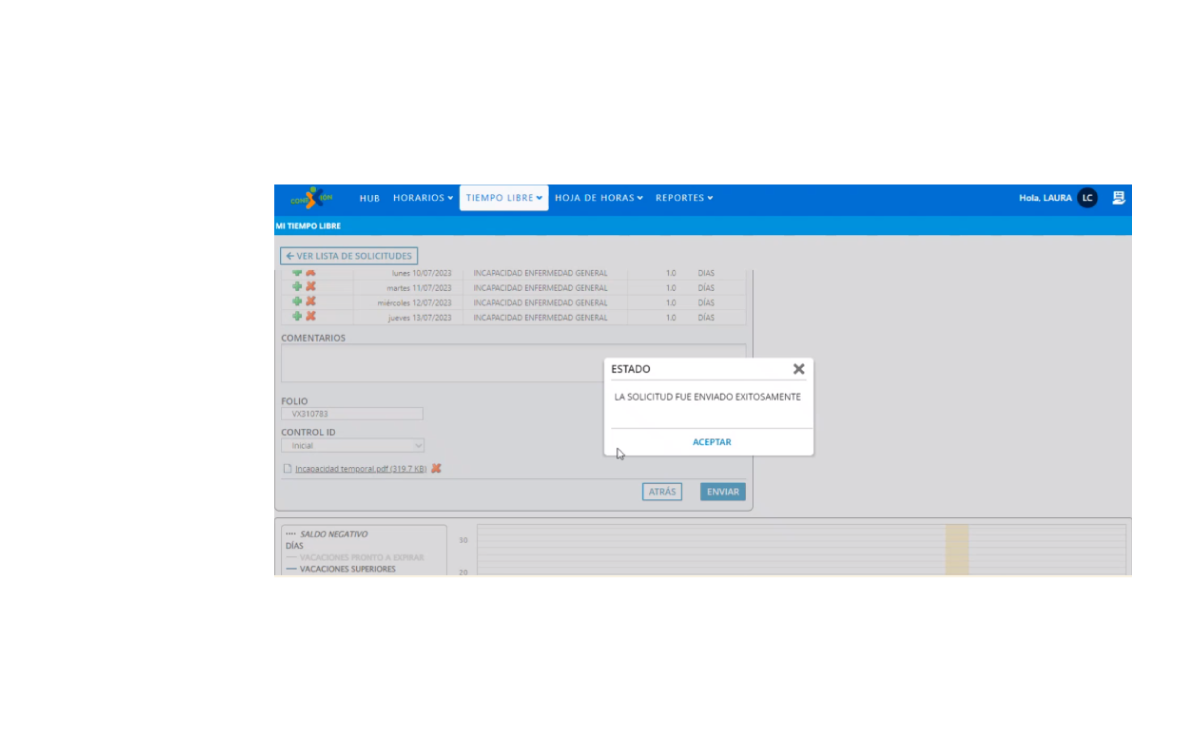 HUB HORARIOS TIEMPO LIBRE HOJA DE HORAS REPORTES Hola, LAURA LC
MI TIEMPO LIBRE
VER LISTA DE SOLICITUDES
lunes 10/07/2023 INCAPACIDAD ENFERMEDAD GENERAL 1.0 DÍAS
martes 11/07/2023 INCAPACIDAD ENFERMEDAD GENERAL 1.0 DÍAS
miércoles 12/07/2023 INCAPACIDAD ENFERMEDAD GENERAL 1.0 DÍAS
jueves 13/07/2023 INCAPACIDAD ENFERMEDAD GENERAL 1.0 DÍAS
COMENTARIOS
ESTADO
LA SOLICITUD FUE ENVIADO EXITOSAMENTE
ACEPTAR
FOLIO
VX310783
CONTROL ID
Inicial
Incapacidad temporal.pdf (319.7 KB)
ATRÁS ENVIAR
SALDO NEGATIVO
DÍAS
VACACIONES PRONTO A EXPIRAR
VACACIONES SUPERIORES
30
20